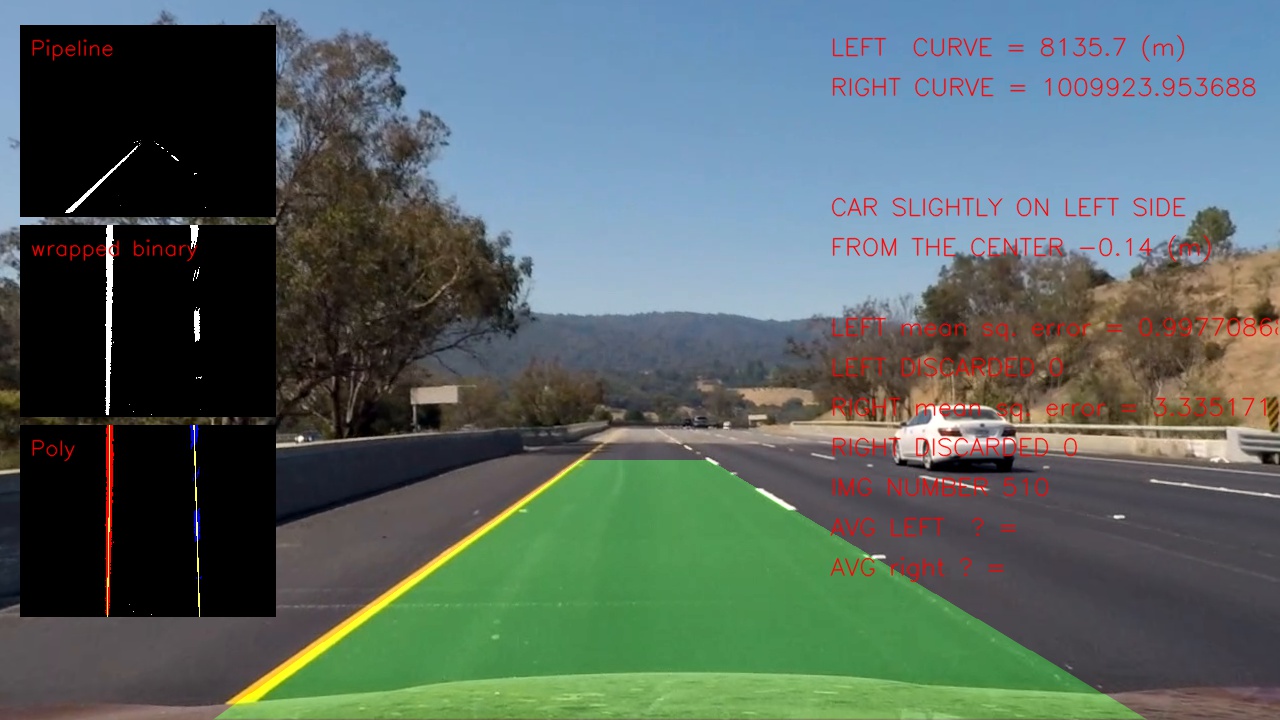 Pipeline
wrapped binary
Poly
LEFT CURVE = 8135.7 (m)
RIGHT CURVE = 1009923.953688
CAR SLIGHTLY ON LEFT SIDE
FROM THE CENTER -0.14 (m)
LEFT mean sq. error = 0.9977086
LEFT DISCARDED 0
RIGHT mean sq. error = 3.335171
RIGHT DISCARDED 0
IMG NUMBER 510
AVG LEFT ? =
AVG right ? =